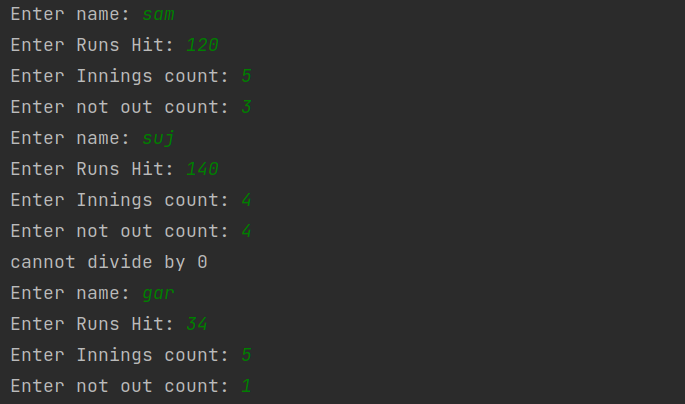 Enter name: sam
Enter Runs Hit: 120
Enter Innings count: 5
Enter not out count: 3
Enter name: suj
Enter Runs Hit: 140
Enter Innings count: 4
Enter not out count: 4
cannot divide by 0
Enter name: gar
Enter Runs Hit: 34
Enter Innings count: 5
Enter not out count: 1